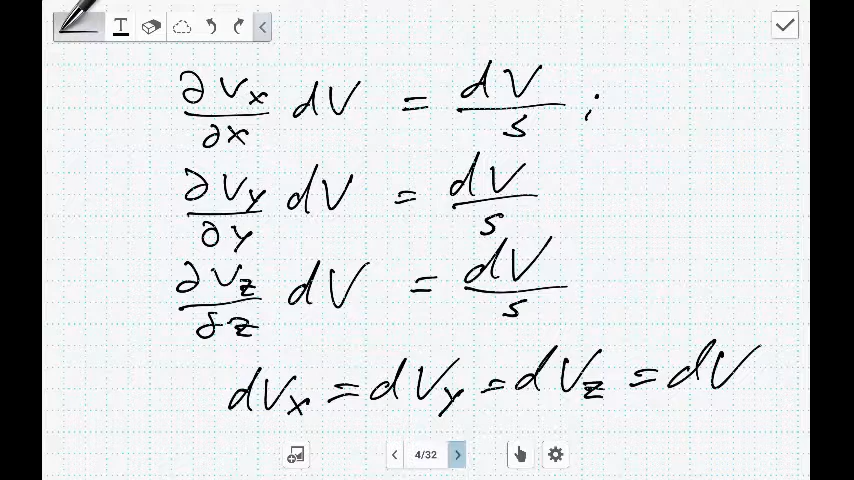 T
∂Vx/∂x dV = dV/s ;
∂Vy/∂y dV = dV/s
∂Vz/∂z dV = dV/s
dVx = dVy = dVz = dV
4/32